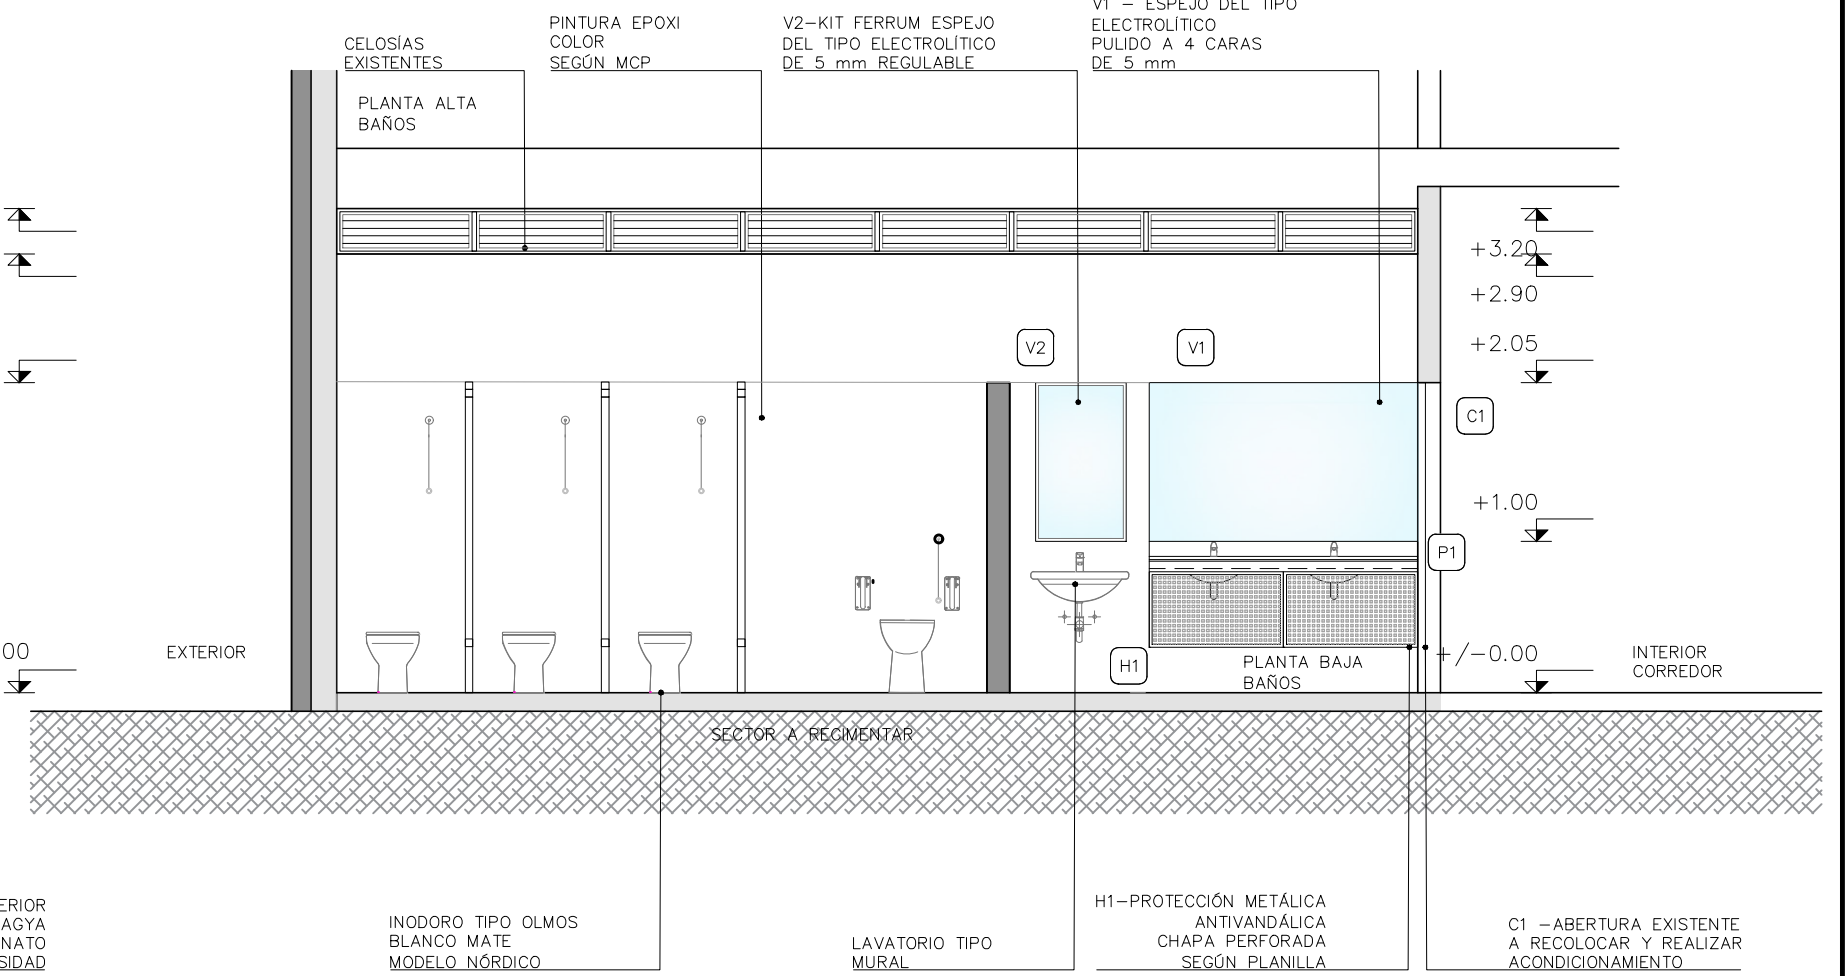 CELOSÍAS
EXISTENTES
PINTURA EPOXI
COLOR
SEGÚN MCP
V2-KIT FERRUM ESPEJO
DEL TIPO ELECTROLÍTICO
DE 5 mm REGULABLE
V1 - ESPEJO DEL TIPO
ELECTROLÍTICO
PULIDO A 4 CARAS
DE 5 mm
PLANTA ALTA
BAÑOS
+3.20
+2.90
+2.05
V2
V1
C1
+1.00
P1
00
EXTERIOR
H1
PLANTA BAJA
BAÑOS
+/-0.00
INTERIOR
CORREDOR
SECTOR A RECIMENTAR
ERIOR
AGYA
NATO
SIDAD
INODORO TIPO OLMOS
BLANCO MATE
MODELO NÓRDICO
LAVATORIO TIPO
MURAL
H1-PROTECCIÓN METÁLICA
ANTIVANDÁLICA
CHAPA PERFORADA
SEGÚN PLANILLA
C1 -ABERTURA EXISTENTE
A RECOLOCAR Y REALIZAR
ACONDICIONAMIENTO